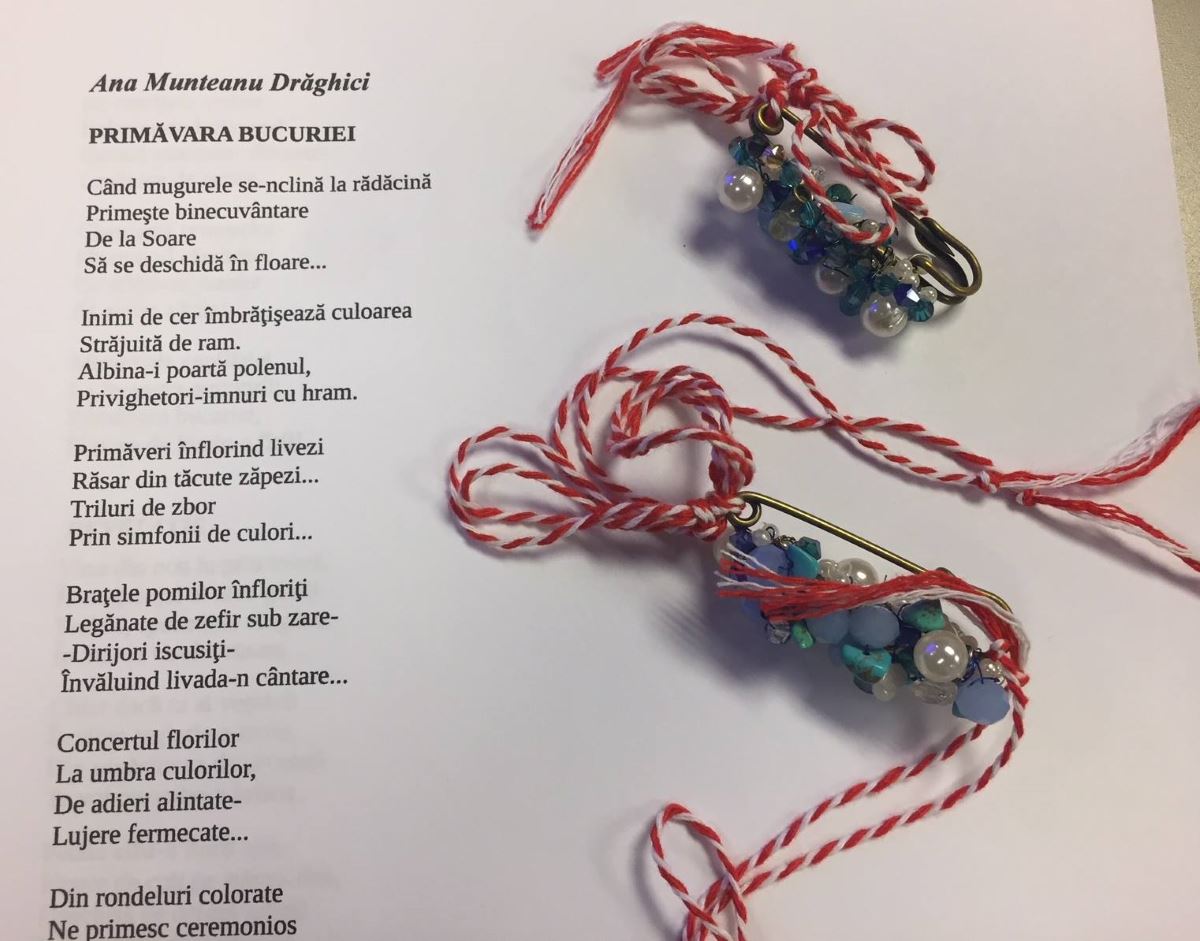 Ana Munteanu Drăghici
PRIMĂVARA BUCURIEI
Când mugurele se-nclină la rădăcină
Primeşte binecuvântare
De la Soare
Să se deschidă în floare...
Inimi de cer îmbrăţişează culoarea
Străjuită de ram.
Albina-i poartă polenul,
Privighetori-imnuri cu hram.
Primăveri înflorind livezi
Răsar din tăcute zăpezi...
Triluri de zbor
Prin simfonii de culori...
Braţele pomilor înfloriţi
Legănate de zefir sub zare-
-Dirijori iscusiţi-
Învăluind livada-n cântare...
Concertul florilor
La umbra culorilor,
De adieri alintate-
Lujere fermecate...
Din rondeluri colorate
Ne primesc ceremonios